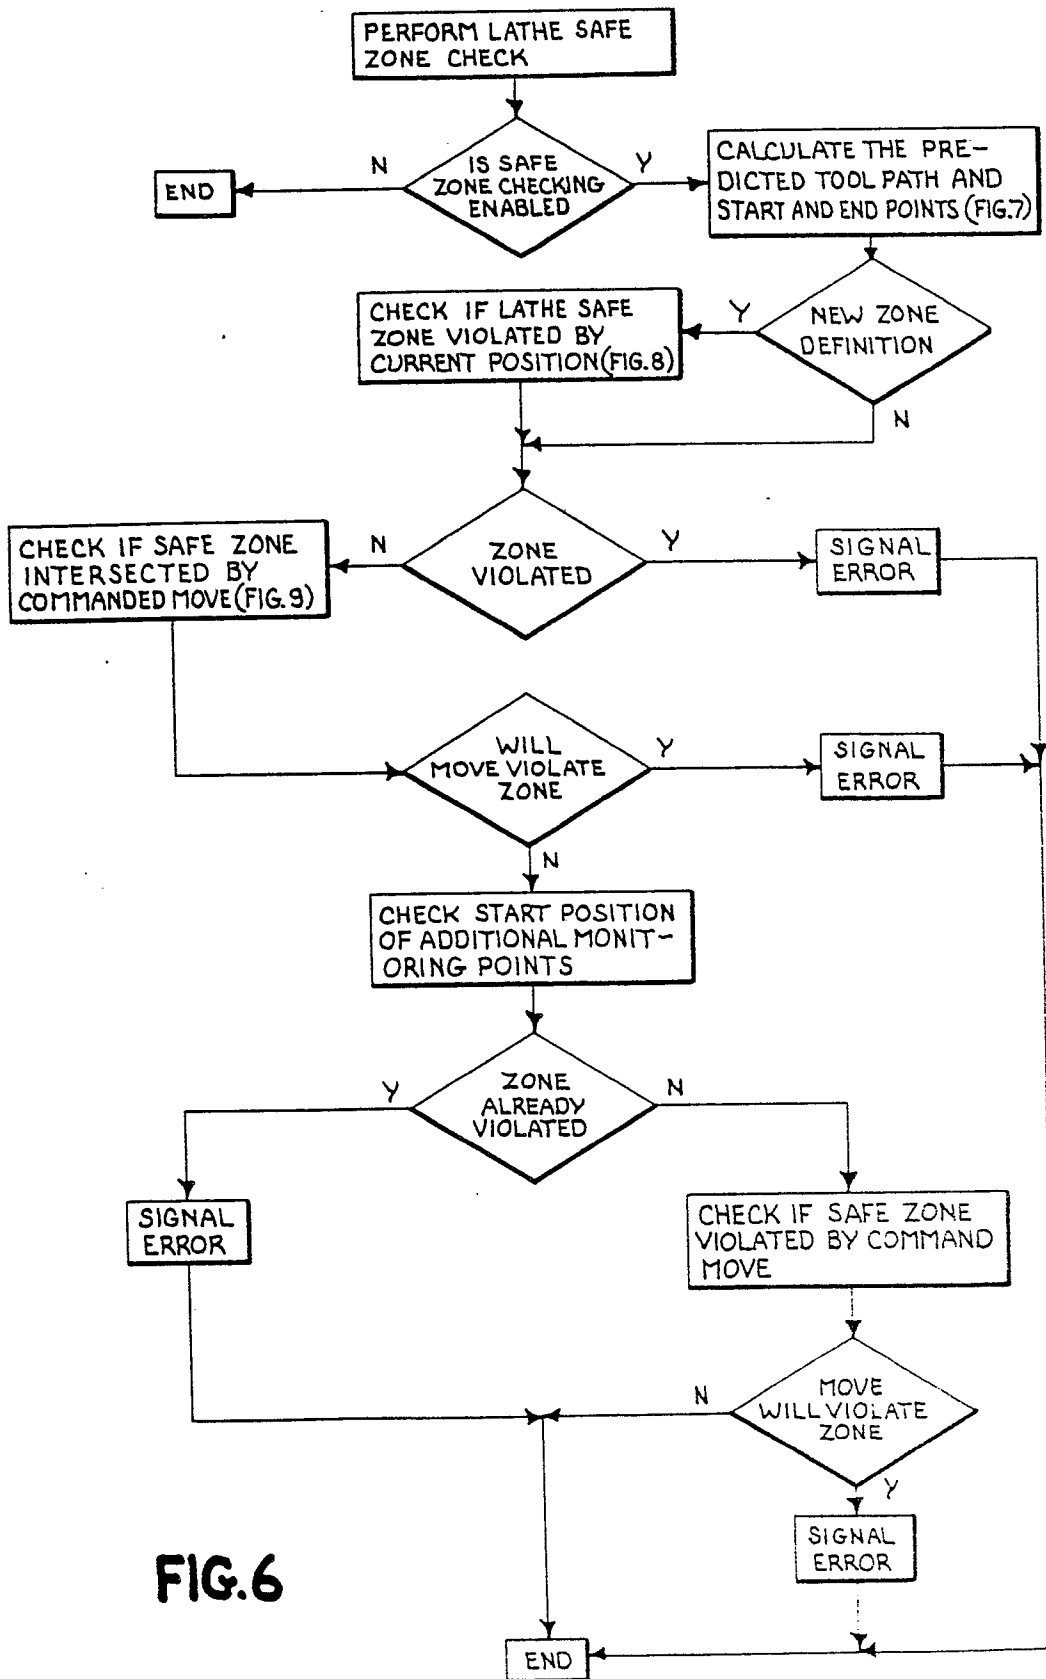 PERFORM LATHE SAFE
ZONE CHECK
N
IS SAFE
ZONE CHECKING
ENABLED
Y
END
CALCULATE THE PRE-
DICTED TOOL PATH AND
START AND END POINTS (FIG.7)
CHECK IF LATHE SAFE
ZONE VIOLATED BY
CURRENT POSITION (FIG.8)
Y
NEW ZONE
DEFINITION
N
CHECK IF SAFE ZONE
INTERSECTED BY
COMMANDED MOVE (FIG.9)
N
ZONE
VIOLATED
Y
SIGNAL
ERROR
WILL
MOVE VIOLATE
ZONE
Y
SIGNAL
ERROR
N
CHECK START POSITION
OF ADDITIONAL MONIT-
ORING POINTS
Y
ZONE
ALREADY
VIOLATED
N
SIGNAL
ERROR
CHECK IF SAFE ZONE
VIOLATED BY COMMAND
MOVE
N
MOVE
WILL VIOLATE
ZONE
Y
SIGNAL
ERROR
FIG.6
END